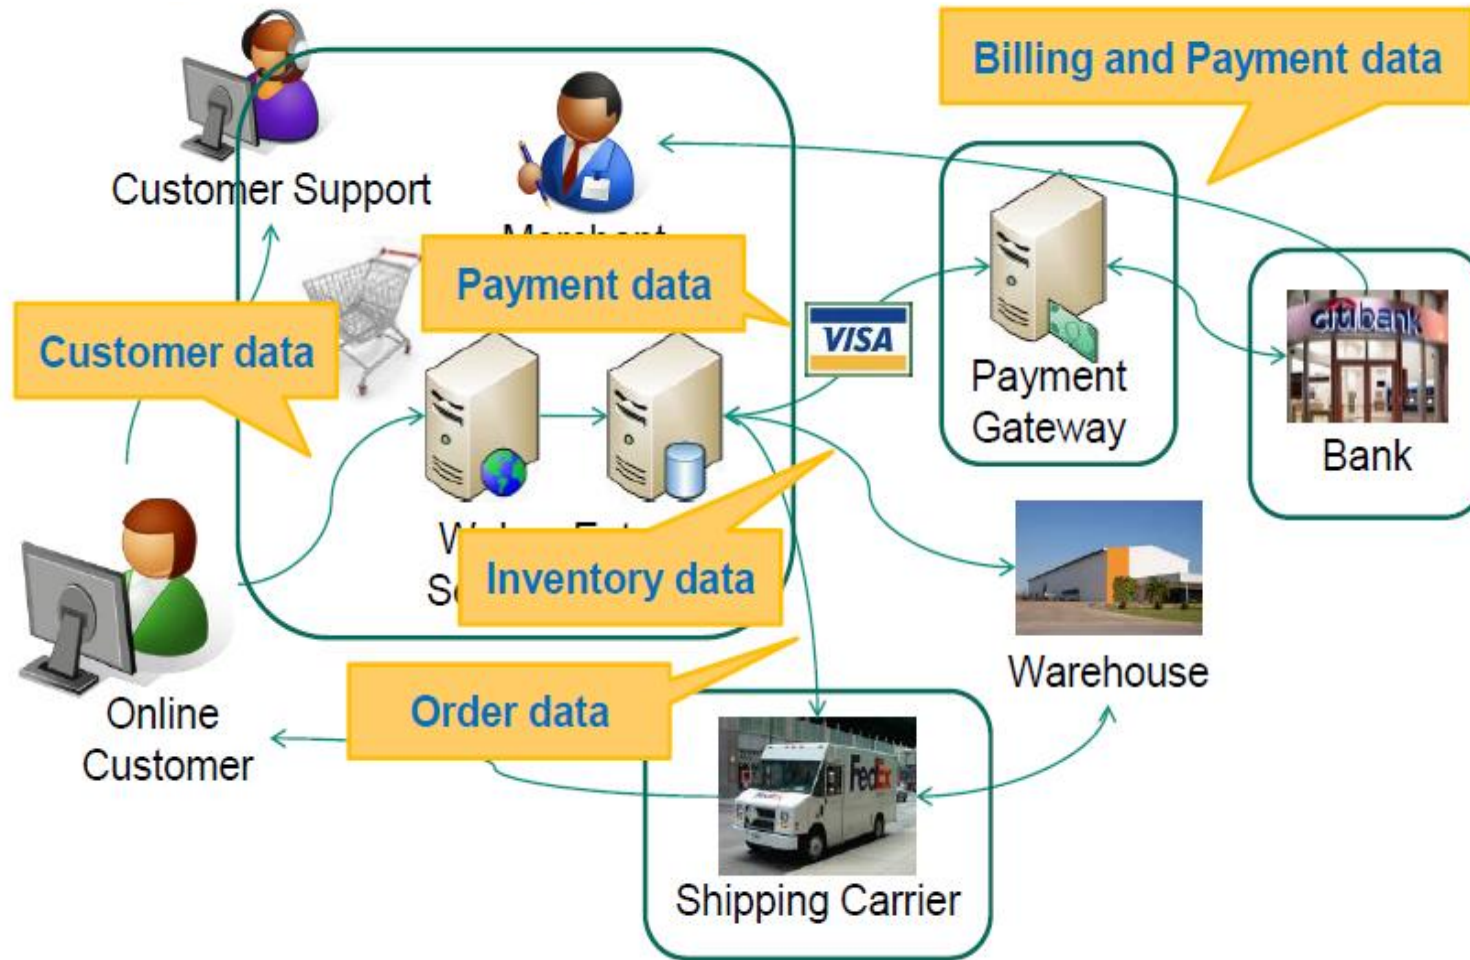 Billing and Payment data
Customer Support
Payment data
VISA
citibank
Customer data
Payment
Gateway
Bank
Inventory data
Warehouse
Order data
Online
Customer
FedEx
Shipping Carrier